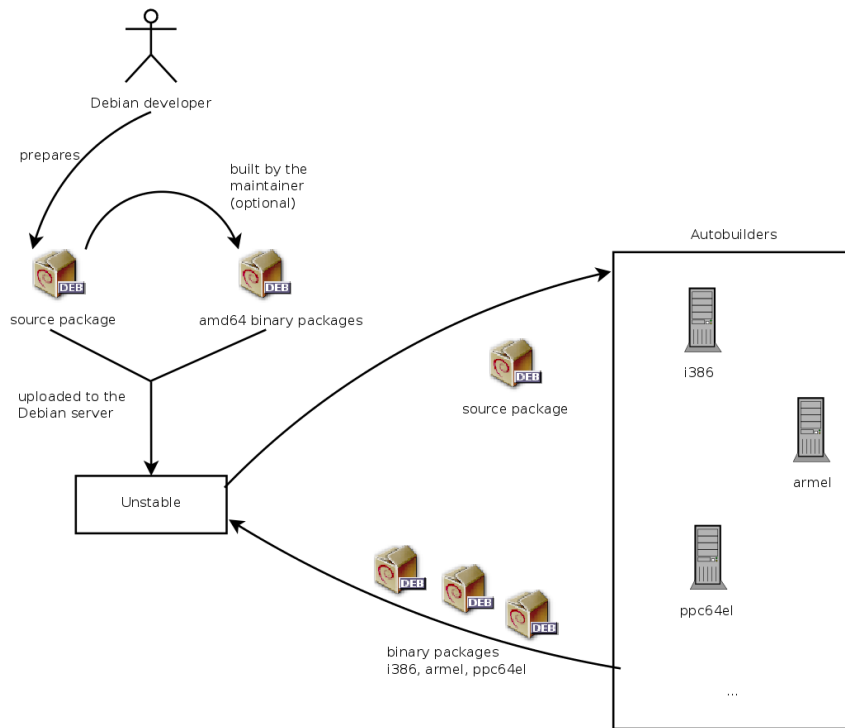 Debian developer
prepares
built by the
maintainer
(optional)
DEB
DEB
source package
amd64 binary packages
uploaded to the
Debian server
Unstable
DEB
source package
Autobuilders
i386
armel
ppc64el
...
DEB
DEB
DEB
binary packages
i386, armel, ppc64el